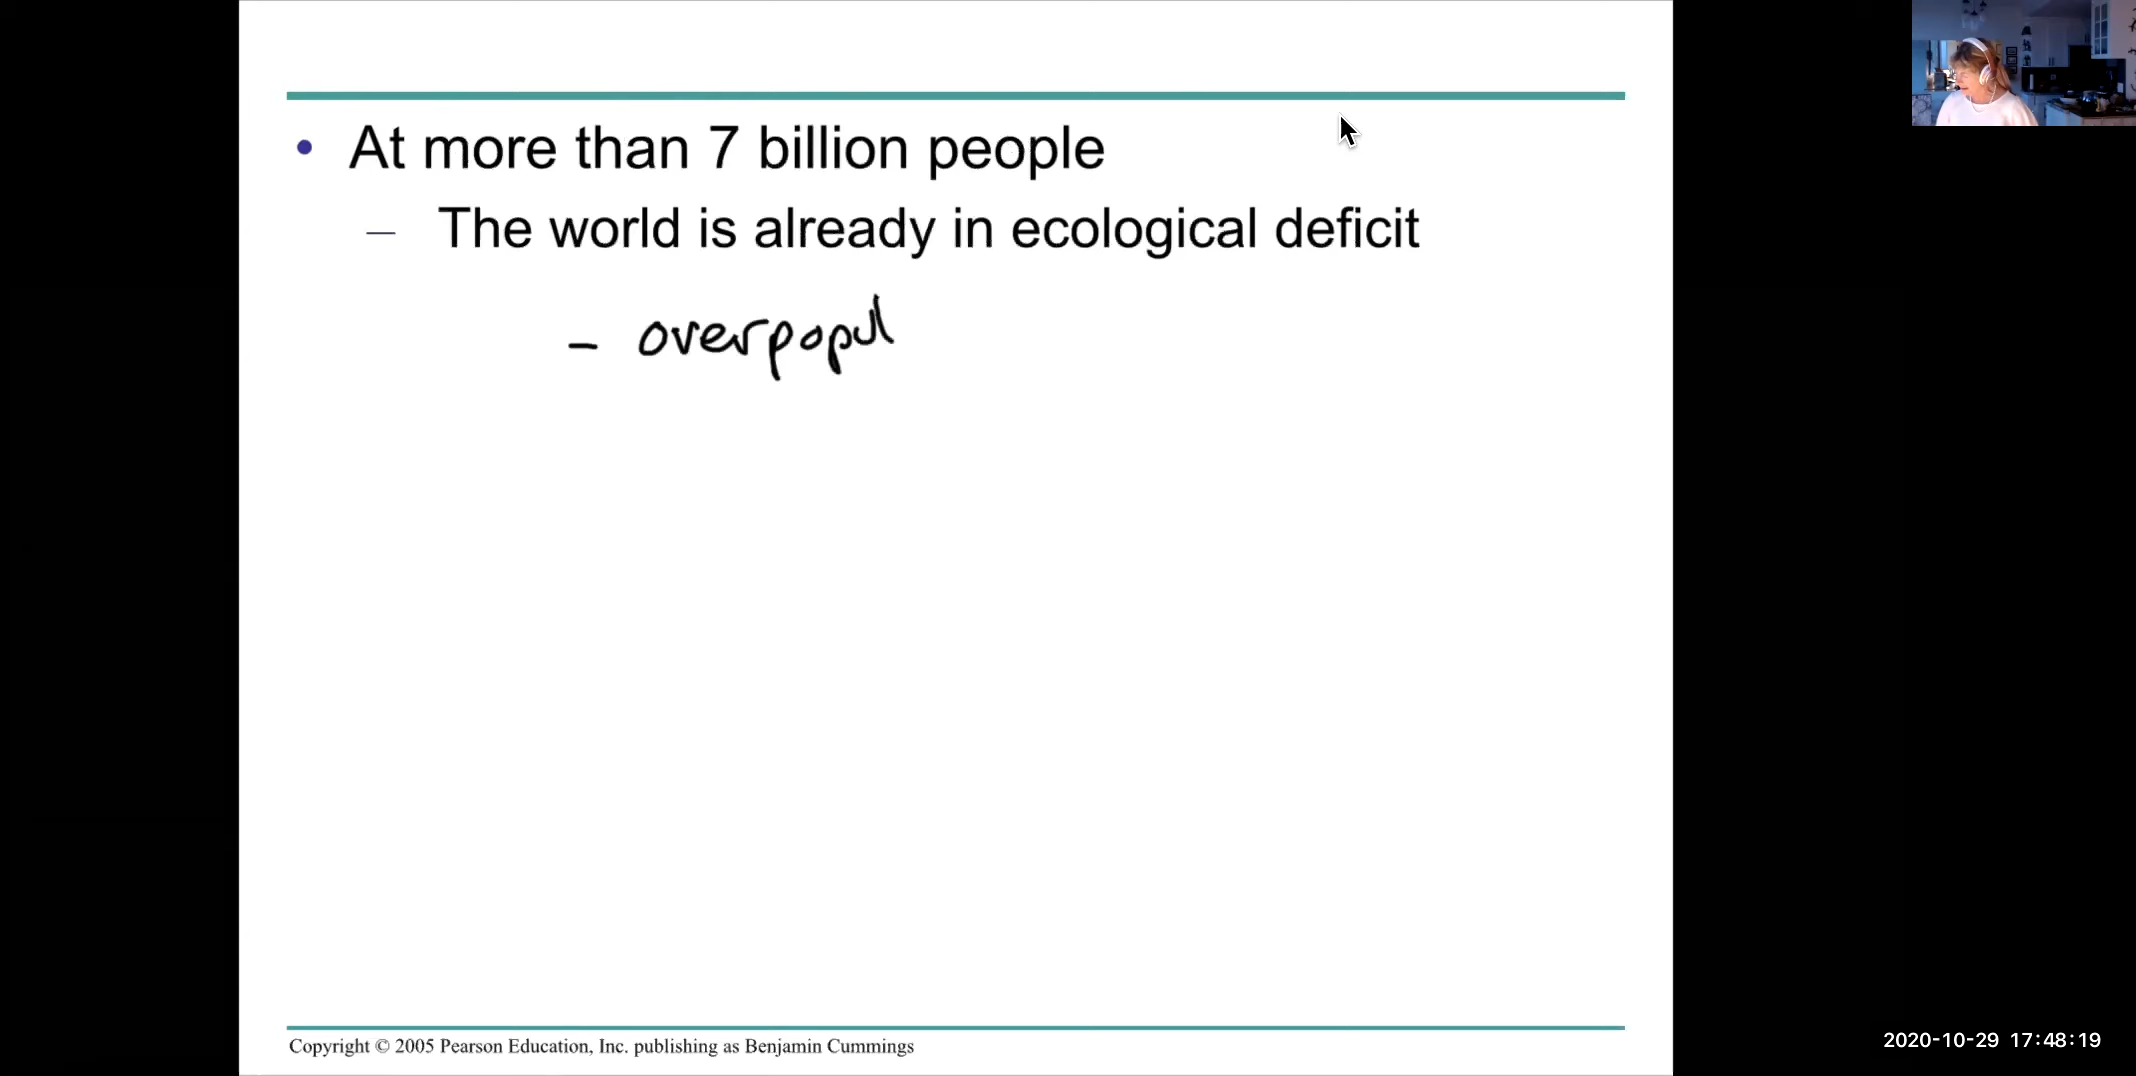 • At more than 7 billion people
– The world is already in ecological deficit
- overpopul
Copyright © 2005 Pearson Education, Inc. publishing as Benjamin Cummings
2020-10-29 17:48:19